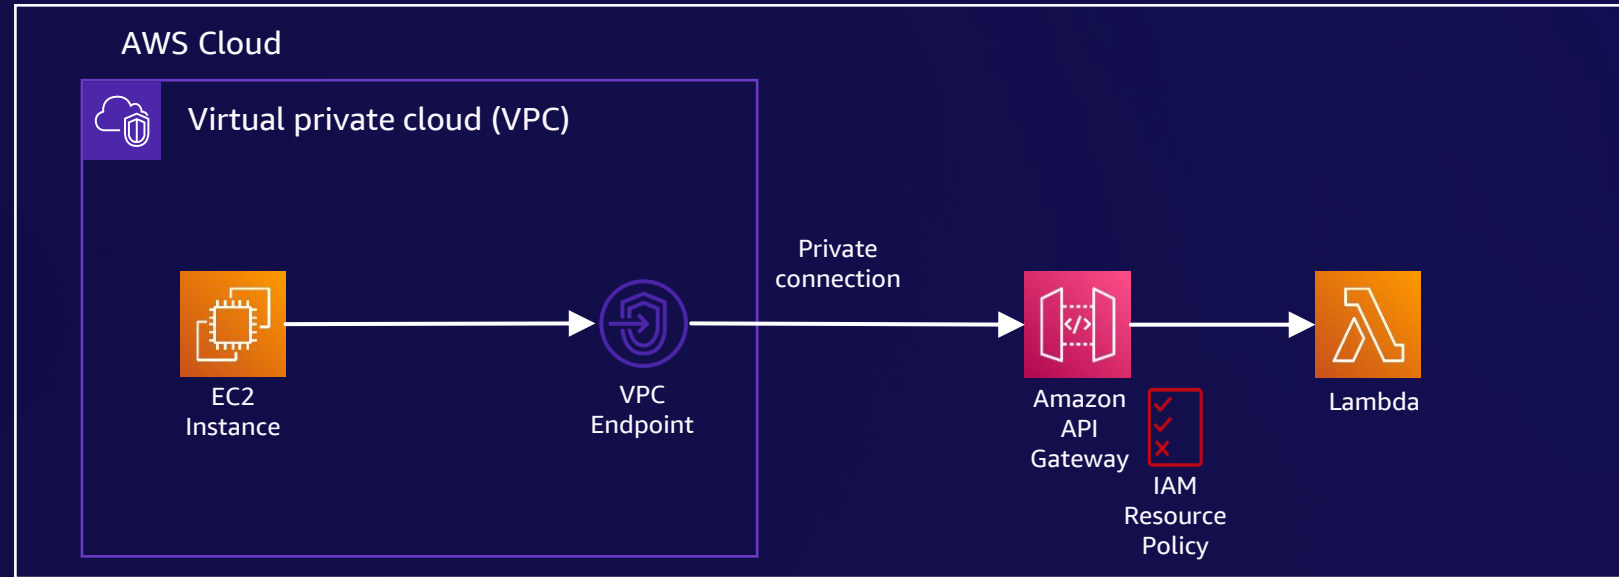 AWS Cloud
Virtual private cloud (VPC)
Private
connection
EC2
Instance
VPC
Endpoint
</>
Amazon
API
Gateway
IAM
Resource
Policy
Lambda